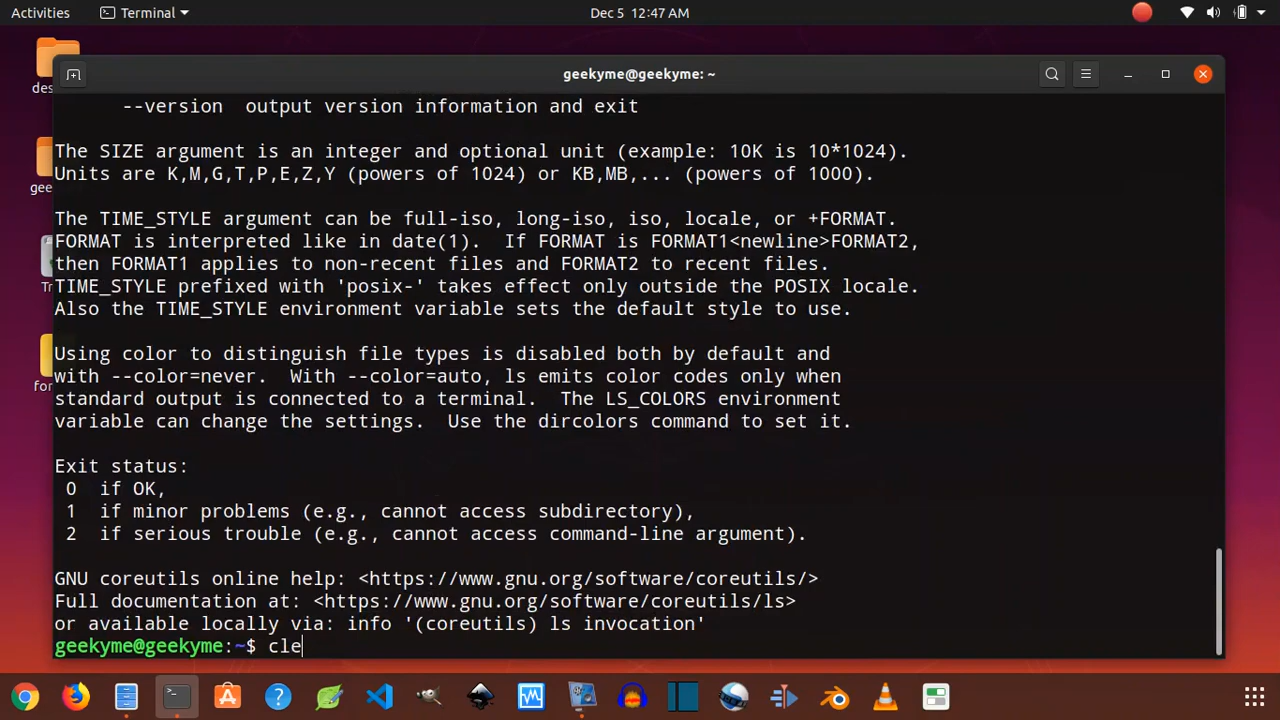 Activities
Terminal
Dec 5 12:47 AM
geekyme@geekyme: ~
--version output version information and exit
The SIZE argument is an integer and optional unit (example: 10K is 10*1024).
Units are K,M,G,T,P,E,Z,Y (powers of 1024) or KB,MB,... (powers of 1000).
The TIME_STYLE argument can be full-iso, long-iso, iso, locale, or +FORMAT.
FORMAT is interpreted like in date(1). If FORMAT is FORMAT1<newline>FORMAT2,
then FORMAT1 applies to non-recent files and FORMAT2 to recent files.
TIME_STYLE prefixed with 'posix-' takes effect only outside the POSIX locale.
Also the TIME_STYLE environment variable sets the default style to use.
Using color to distinguish file types is disabled both by default and
with --color=never. With --color=auto, ls emits color codes only when
standard output is connected to a terminal. The LS_COLORS environment
variable can change the settings. Use the dircolors command to set it.
Exit status:
0 if OK,
1 if minor problems (e.g., cannot access subdirectory),
2 if serious trouble (e.g., cannot access command-line argument).
GNU coreutils online help: <https://www.gnu.org/software/coreutils/>
Full documentation at: <https://www.gnu.org/software/coreutils/ls>
or available locally via: info '(coreutils) ls invocation'
geekyme@geekyme:~$ cle